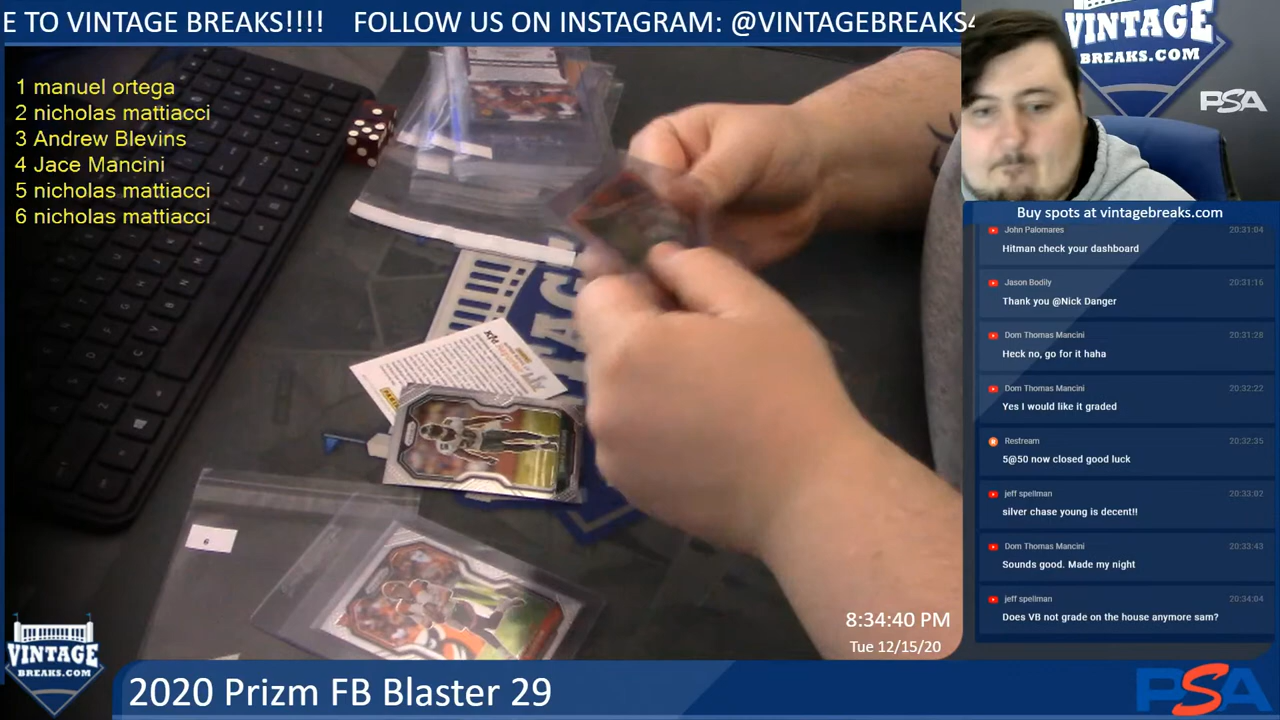 E TO VINTAGE BREAKS!!!!    FOLLOW US ON INSTAGRAM: @VINTAGEBREAKS
1 manuel ortega
2 nicholas mattiacci
3 Andrew Blevins
4 Jace Mancini
5 nicholas mattiacci
6 nicholas mattiacci
VINTAGE
BREAKS.COM
PSA
Buy spots at vintagebreaks.com
John Palomares 20:31:04
Hitman check your dashboard
Jason Bodily 20:31:16
Thank you @Nick Danger
Dom Thomas Mancini 20:31:28
Heck no, go for it haha
Dom Thomas Mancini 20:32:22
Yes I would like it graded
Restream 20:32:35
5@50 now closed good luck
jeff spellman 20:33:02
silver chase young is decent!!
Dom Thomas Mancini 20:33:43
Sounds good. Made my night
jeff spellman 20:34:04
Does VB not grade on the house anymore sam?
6
8:34:40 PM
Tue 12/15/20
VINTAGE
BREAKS.COM
2020 Prizm FB Blaster 29
PSA